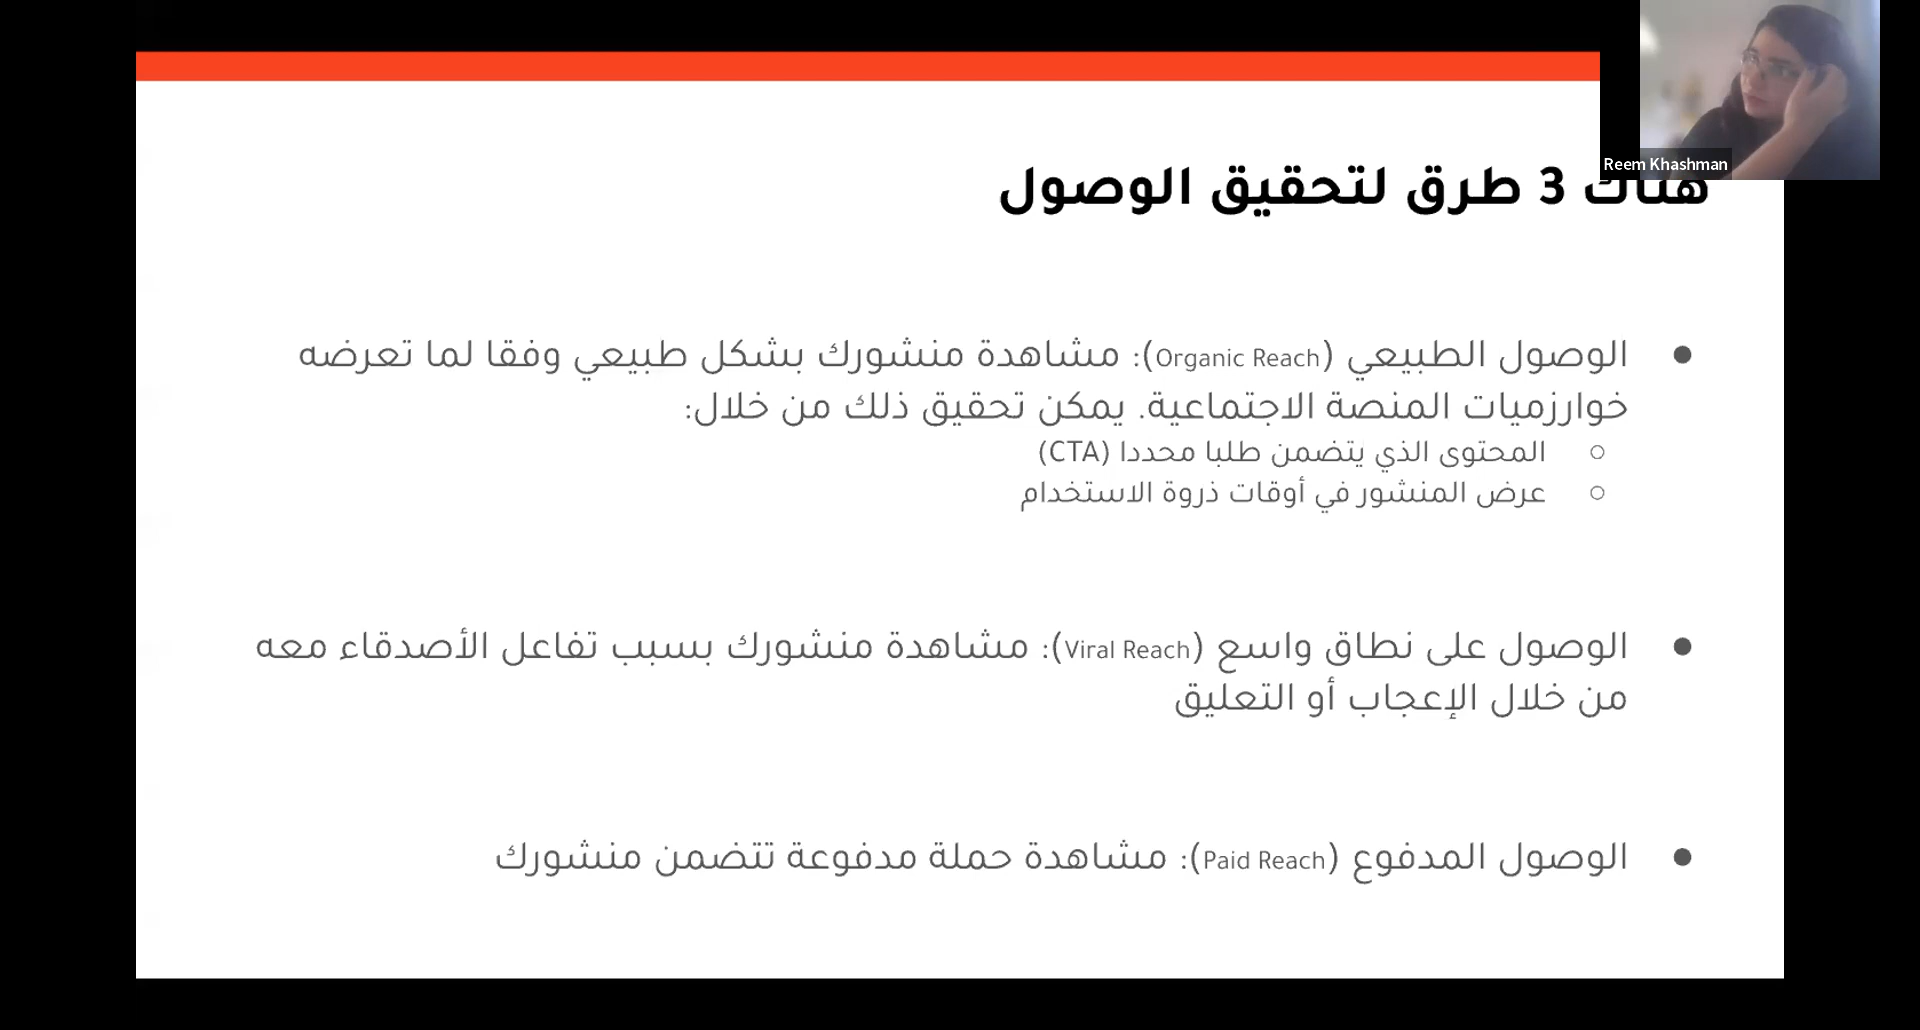 Reem Khashman
هناك 3 طرق لتحقيق الوصول
● الوصول الطبيعي (Organic Reach): مشاهدة منشورك بشكل طبيعي وفقا لما تعرضه
خوارزميات المنصة الاجتماعية. يمكن تحقيق ذلك من خلال:
○ المحتوى الذي يتضمن طلبا محددا (CTA)
○ عرض المنشور في أوقات ذروة الاستخدام
● الوصول على نطاق واسع (Viral Reach): مشاهدة منشورك بسبب تفاعل الأصدقاء معه
من خلال الإعجاب أو التعليق
● الوصول المدفوع (Paid Reach): مشاهدة حملة مدفوعة تتضمن منشورك